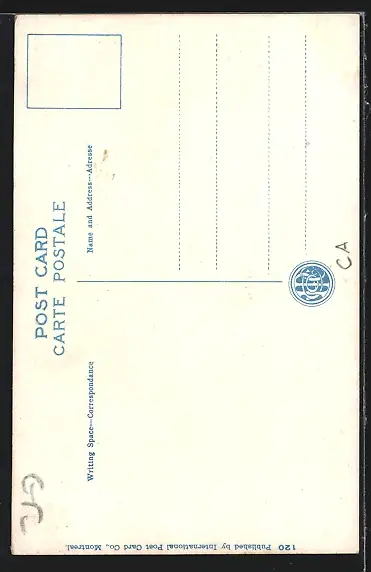 POST CARD
CARTE POSTALE
Writing Space---Correspondence
Name and Address---Adresse
120 Published by International Post Card Co., Montreal.
CA